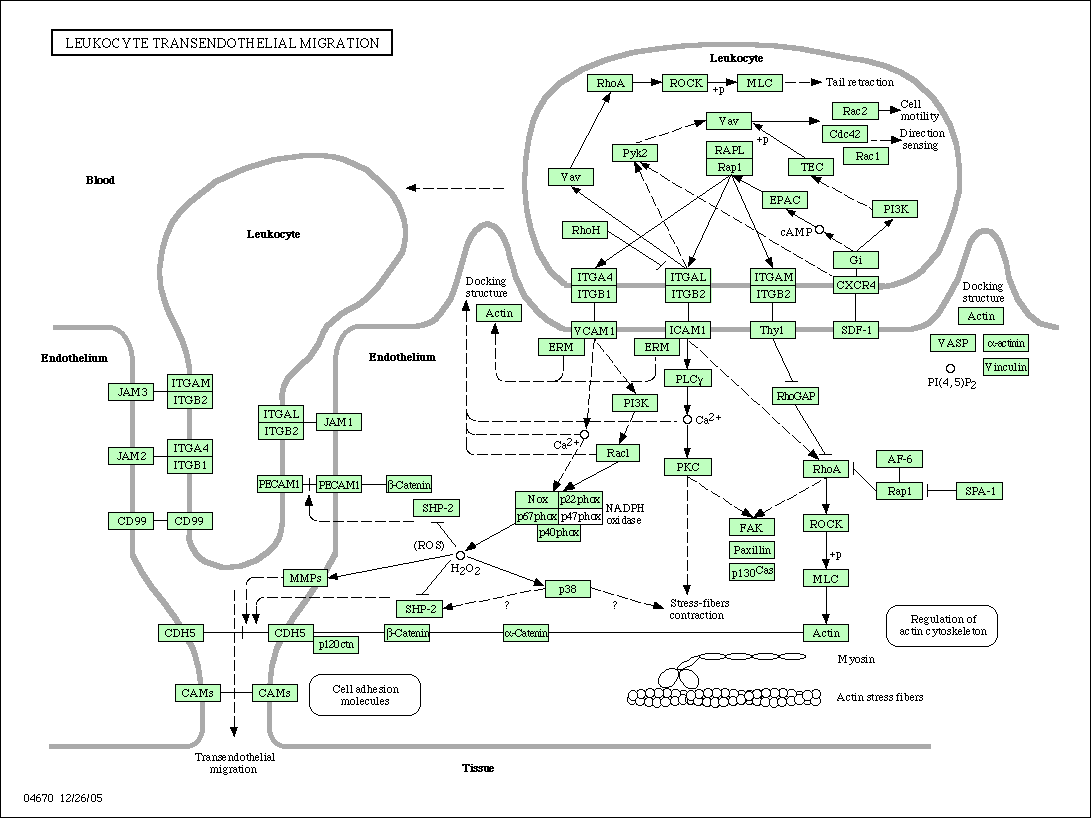 LEUKOCYTE TRANSENDOTHELIAL MIGRATION
Leukocyte
RhoA
ROCK
+p
MLC
Tail retraction
Vav
+p
Rac2
Cell
motility
Cdc42
Direction
sensing
Rac1
Pyk2
RAPL
Rap1
TEC
Vav
EPAC
PI3K
cAMP
RhoH
Gi
ITGA4
ITGB1
ITGAL
ITGB2
ITGAM
ITGB2
CXCR4
Blood
Leukocyte
Docking
structure
Actin
VCAM1
ICAM1
Thy1
SDF-1
ERM
ERM
Docking
structure
Actin
VASP
α-actinin
PI(4,5)P2
Vinculin
Endothelium
Endothelium
JAM3
ITGAM
ITGB2
ITGAL
ITGB2
JAM1
JAM2
ITGA4
ITGB1
PECAM1
PECAM1
β-Catenin
CD99
CD99
PLCγ
PI3K
RhoGAP
Ca2+
Ca2+
Rac1
PKC
RhoA
AF-6
Rap1
SPA-1
Nox
p22phox
p67phox
p47phox
p40phox
NADPH
oxidase
SHP-2
(ROS)
H2O2
FAK
Paxillin
p130Cas
ROCK
+p
MLC
MMPs
SHP-2
?
p38
?
Stress-fibers
contraction
CDH5
CDH5
p120ctn
β-Catenin
α-Catenin
Actin
Regulation of
actin cytoskeleton
Myosin
Actin stress fibers
CAMs
CAMs
Cell adhesion
molecules
Transendothelial
migration
Tissue
04670 12/26/05